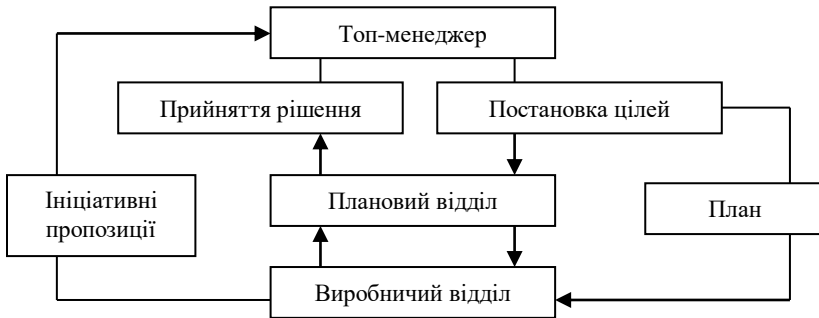 Топ-менеджер
Прийняття рішення
Постановка цілей
Ініціативні
пропозиції
Плановий відділ
План
Виробничий відділ